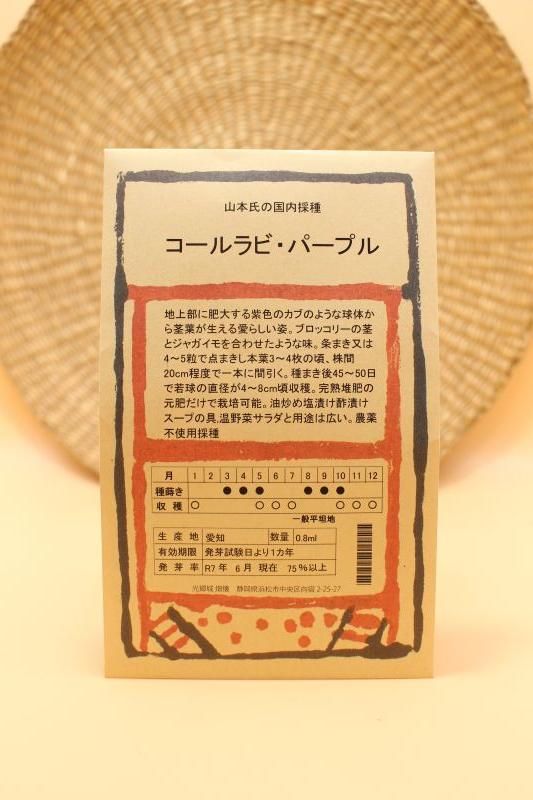 山本氏の国内採種
コールラビ・パープル
地上部に肥大する紫色のカブのような球体か
ら茎葉が生える愛らしい姿。ブロッコリーの茎
とジャガイモを合わせたような味。条まき又は
4～5粒で点まきし本葉3～4枚の頃、株間
20cm程度で一本に間引く。種まき後45～50日
で若球の直径が4～8cm頃収穫。完熟堆肥の
元肥だけで栽培可能。油炒め塩漬け酢漬け
スープの具,温野菜サラダと用途は広い。農薬
不使用採種
月 1 2 3 4 5 6 7 8 9 10 11 12
種蒔き ● ● ● ● ● ●
収穫 ○ ○ ○ ○ ○ ○ ○
一般平坦地
生産地 愛知 数量 0.8ml
有効期限 発芽試験日より1カ年
発芽率 R7年 6月 現在 75%以上
光郷城 畑懐 静岡県浜松市中央区向宿2-25-27